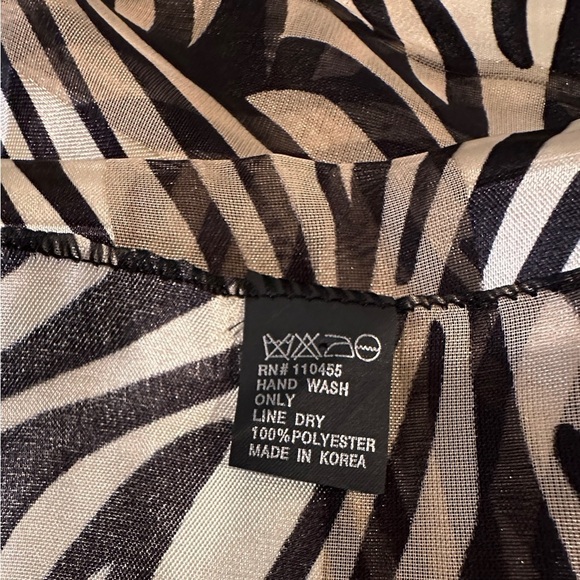 RN# 110455
HAND WASH
ONLY
LINE DRY
100%POLYESTER
MADE IN KOREA